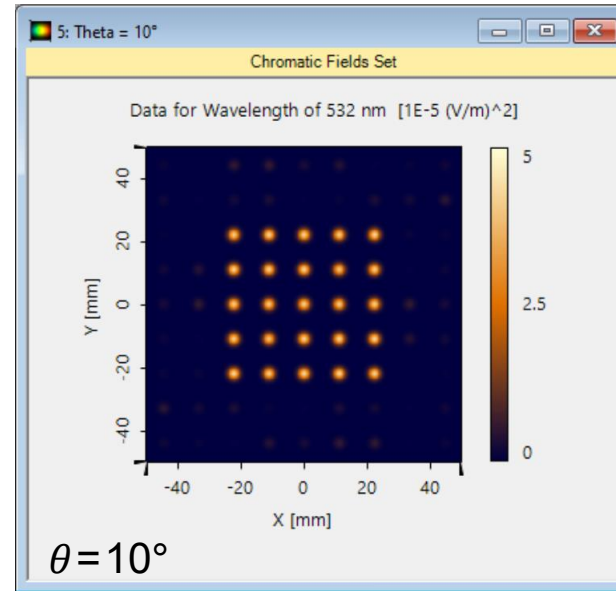 5: Theta = 10°
Chromatic Fields Set
Data for Wavelength of 532 nm [1E-5 (V/m)^2]
40
20
0
-20
-40
Y [mm]
-40 -20 0 20 40
X [mm]
5
2.5
0
θ = 10°